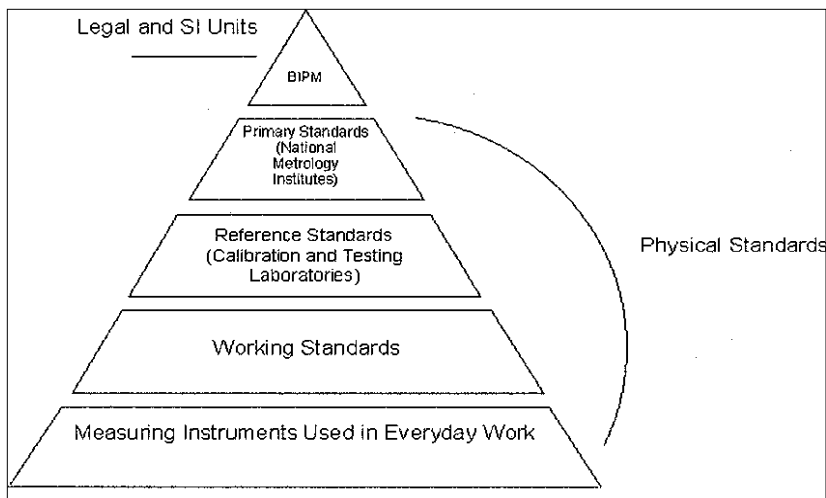 Legal and SI Units
BIPM
Primary Standards
(National
Metrology
Institutes)
Reference Standards
(Calibration and Testing
Laboratories)
Physical Standards
Working Standards
Measuring Instruments Used in Everyday Work